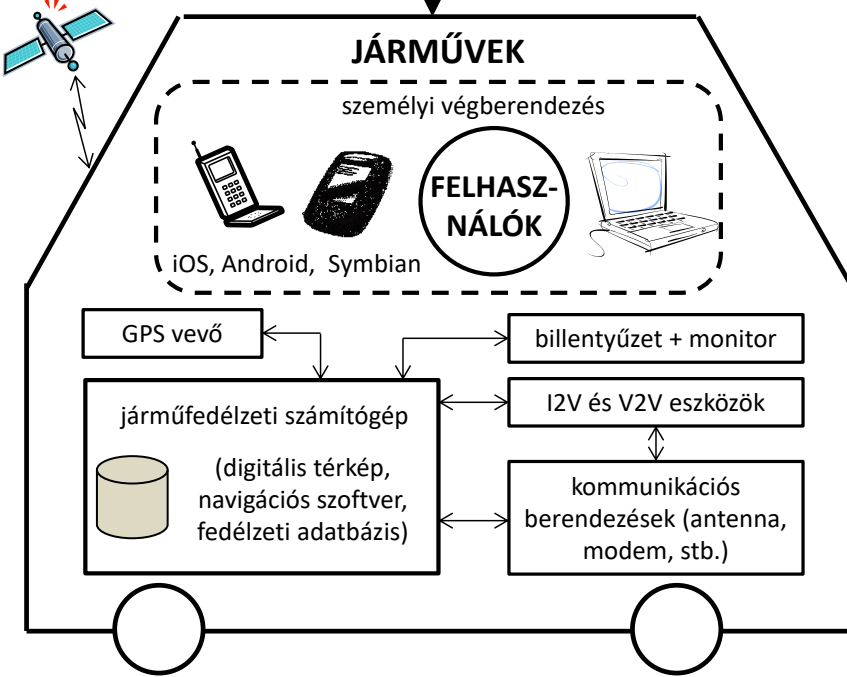 JÁRMŰVEK
személyi végberendezés
FELHASZ-
NÁLÓK
iOS, Android, Symbian
GPS vevő
billentyűzet + monitor
járműfedélzeti számítógép
(digitális térkép,
navigációs szoftver,
fedélzeti adatbázis)
I2V és V2V eszközök
kommunikációs
berendezések (antenna,
modem, stb.)